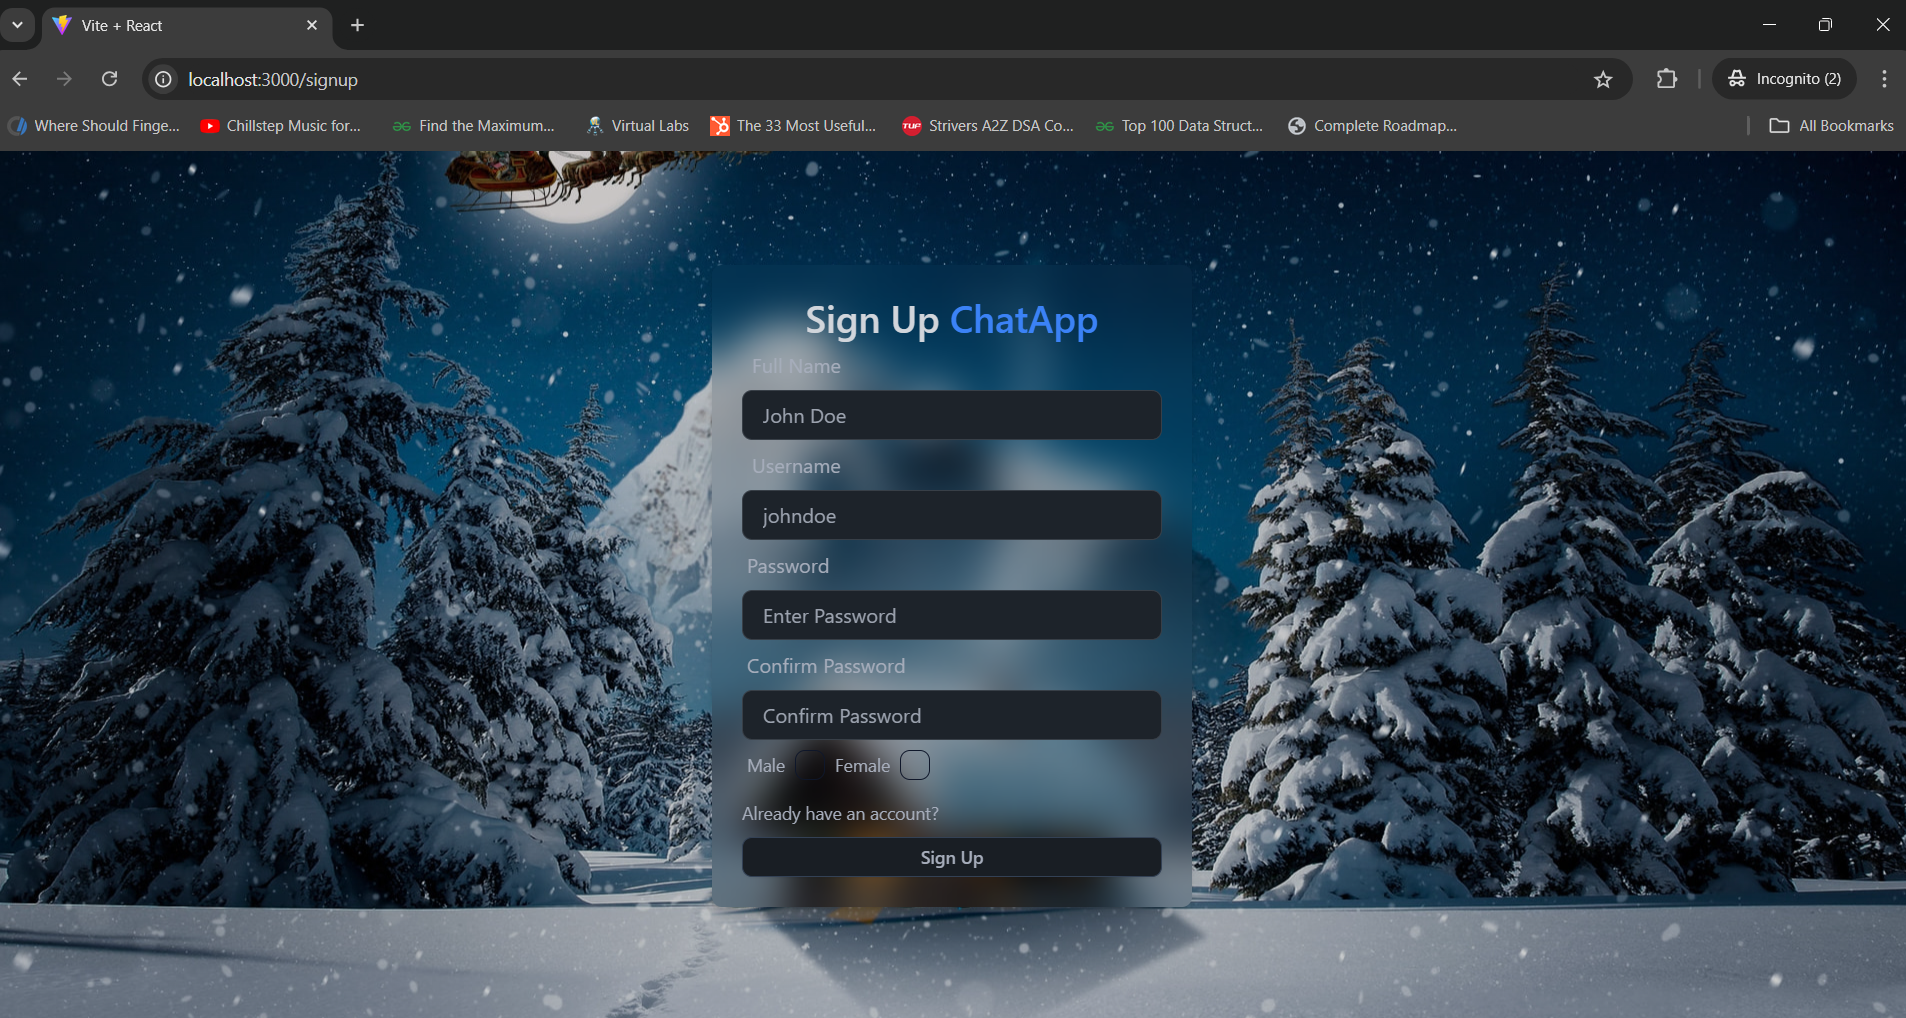 Vite + React
localhost:3000/signup
Incognito (2)
Where Should Finge...
Chillstep Music for...
Find the Maximum...
Virtual Labs
The 33 Most Useful...
Strivers A2Z DSA Co...
Top 100 Data Struct...
Complete Roadmap...
All Bookmarks
Sign Up ChatApp
Full Name
John Doe
Username
johndoe
Password
Enter Password
Confirm Password
Confirm Password
Male Female
Already have an account?
Sign Up